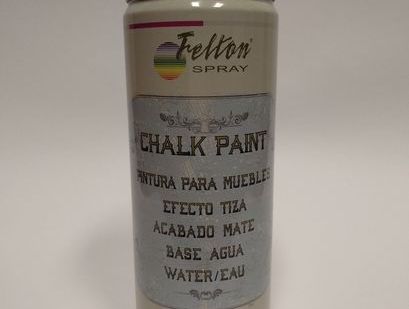 Felton
SPRAY
CHALK PAINT
PINTURA PARA MUEBLES
EFECTO TIZA
ACABADO MATE
BASE AGUA
WATER/EAU